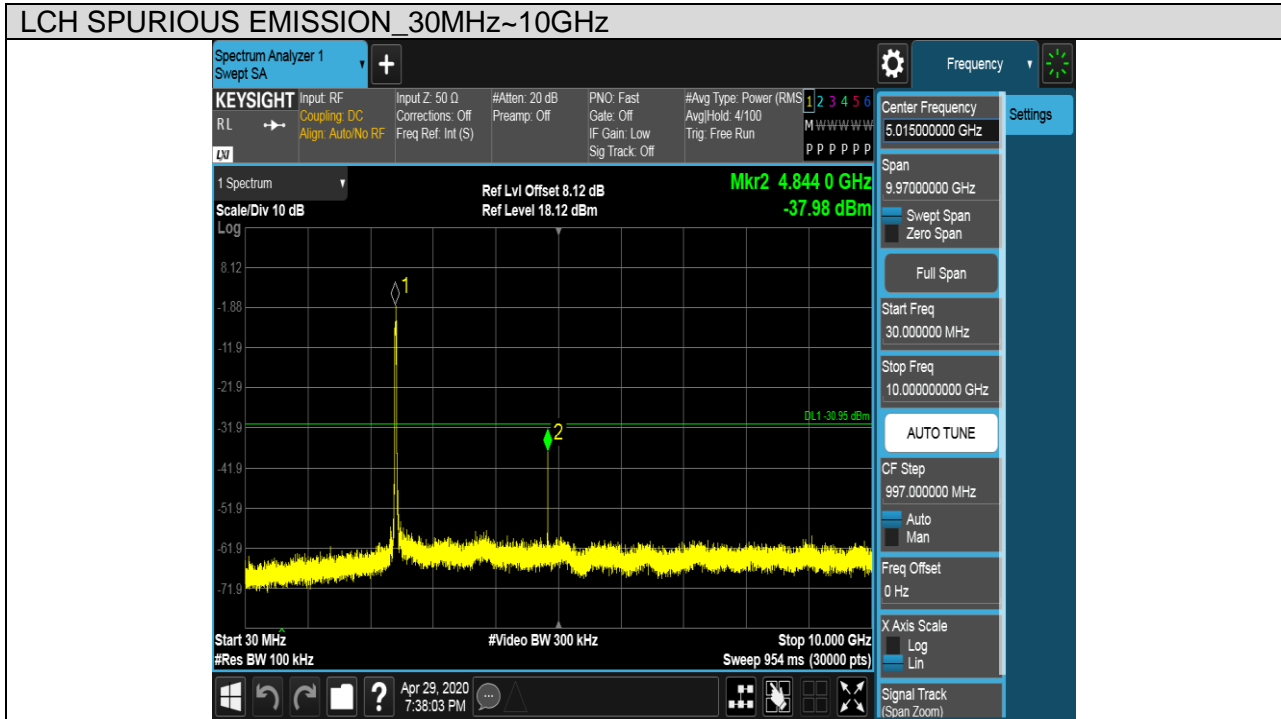 LCH SPURIOUS EMISSION_30MHz~10GHz
Spectrum Analyzer 1
Swept SA
+
Frequency
KEYSIGHT
RL
LXI
Input: RF
Coupling: DC
Align: Auto/No RF
Input Z: 50 Ω
Corrections: Off
Freq Ref: Int (S)
#Atten: 20 dB
Preamp: Off
PNO: Fast
Gate: Off
IF Gain: Low
Sig Track: Off
#Avg Type: Power (RMS
Avg|Hold: 4/100
Trig: Free Run
1 2 3 4 5 6
M W W W W W
P P P P P P
Center Frequency
5.015000000 GHz
Settings
1 Spectrum
Ref Lvl Offset 8.12 dB
Mkr2 4.844 0 GHz
Scale/Div 10 dB
Ref Level 18.12 dBm
-37.98 dBm
Log
8.12
-1.88
-11.9
-21.9
-31.9
-41.9
-51.9
-61.9
-71.9
1
2
DL1 -30.95 dBm
Start 30 MHz
#Video BW 300 kHz
Stop 10.000 GHz
#Res BW 100 kHz
Sweep 954 ms (30000 pts)
Span
9.97000000 GHz
Swept Span
Zero Span
Full Span
Start Freq
30.000000 MHz
Stop Freq
10.000000000 GHz
AUTO TUNE
CF Step
997.000000 MHz
Auto
Man
Freq Offset
0 Hz
X Axis Scale
Log
Lin
Signal Track
(Span Zoom)
?
Apr 29, 2020
7:38:03 PM